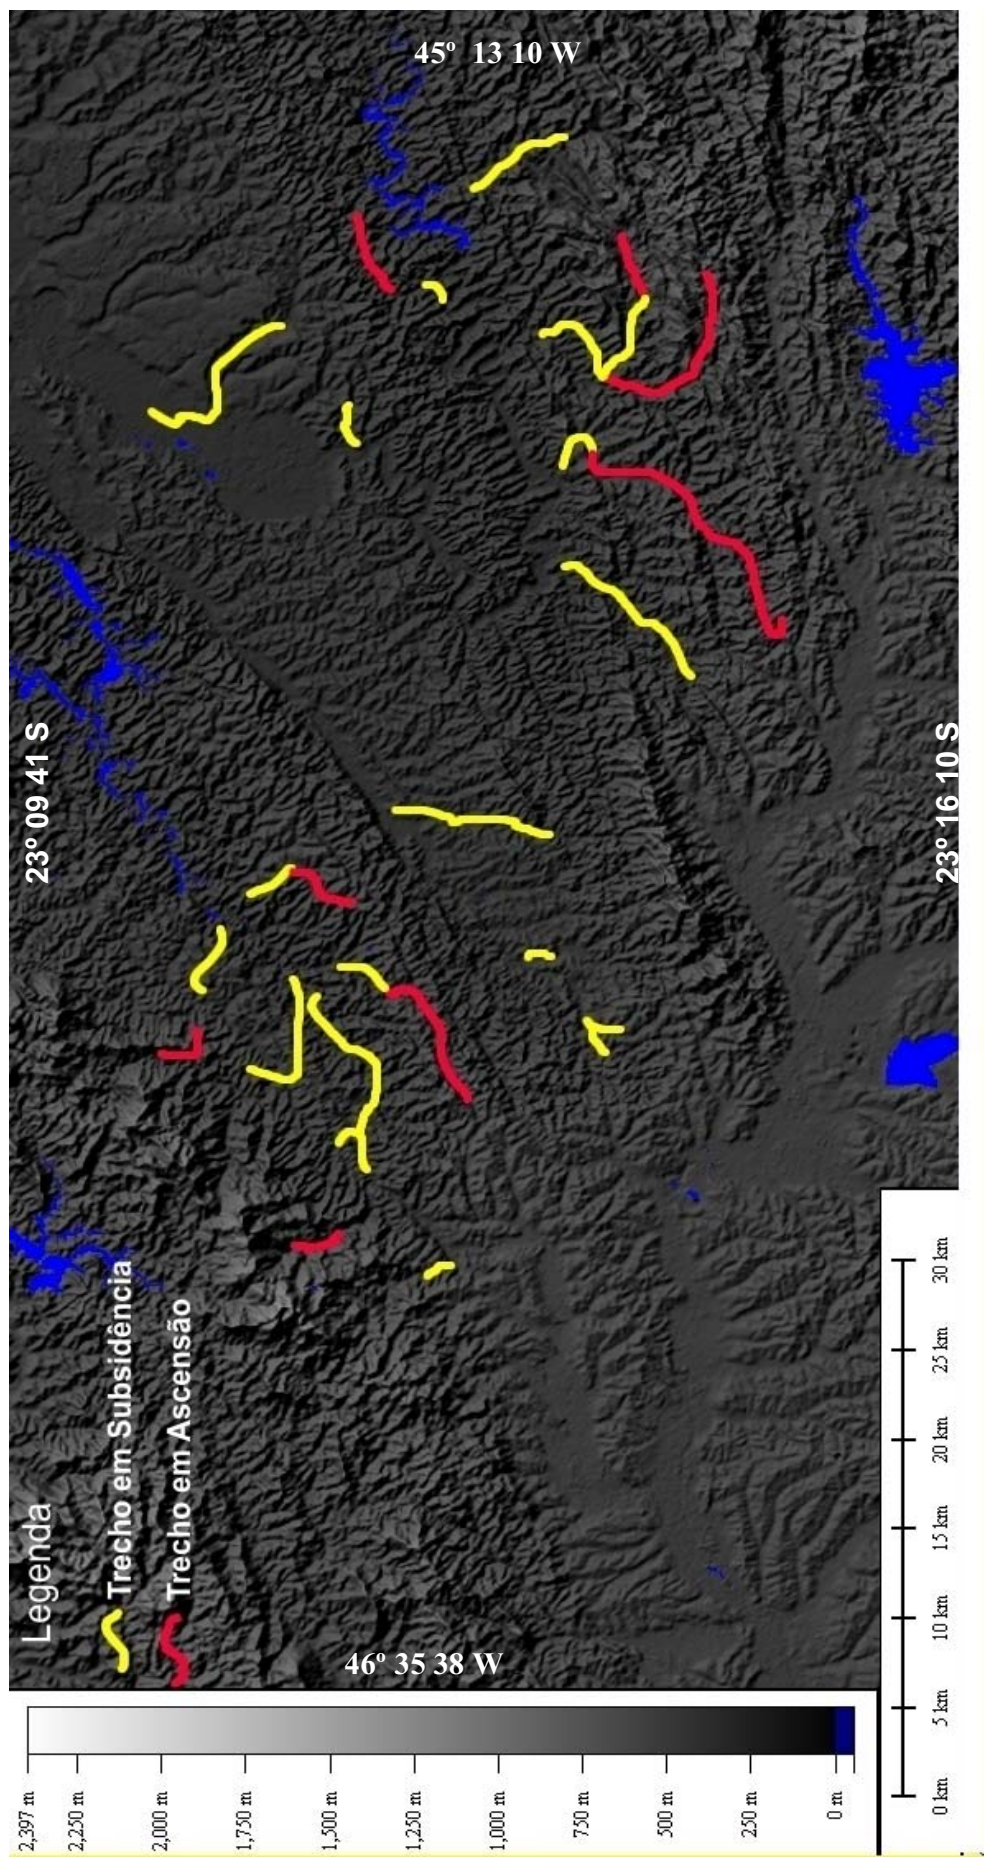 45º 13 10 W
23º 09 41 S
23º 16 10 S
46º 35 38 W
Legenda
Trecho em Subsidência
Trecho em Ascensão
2,397 m
2,250 m
2,000 m
1,750 m
1,500 m
1,250 m
1,000 m
750 m
500 m
250 m
0 m
0 km
5 km
10 km
15 km
20 km
25 km
30 km